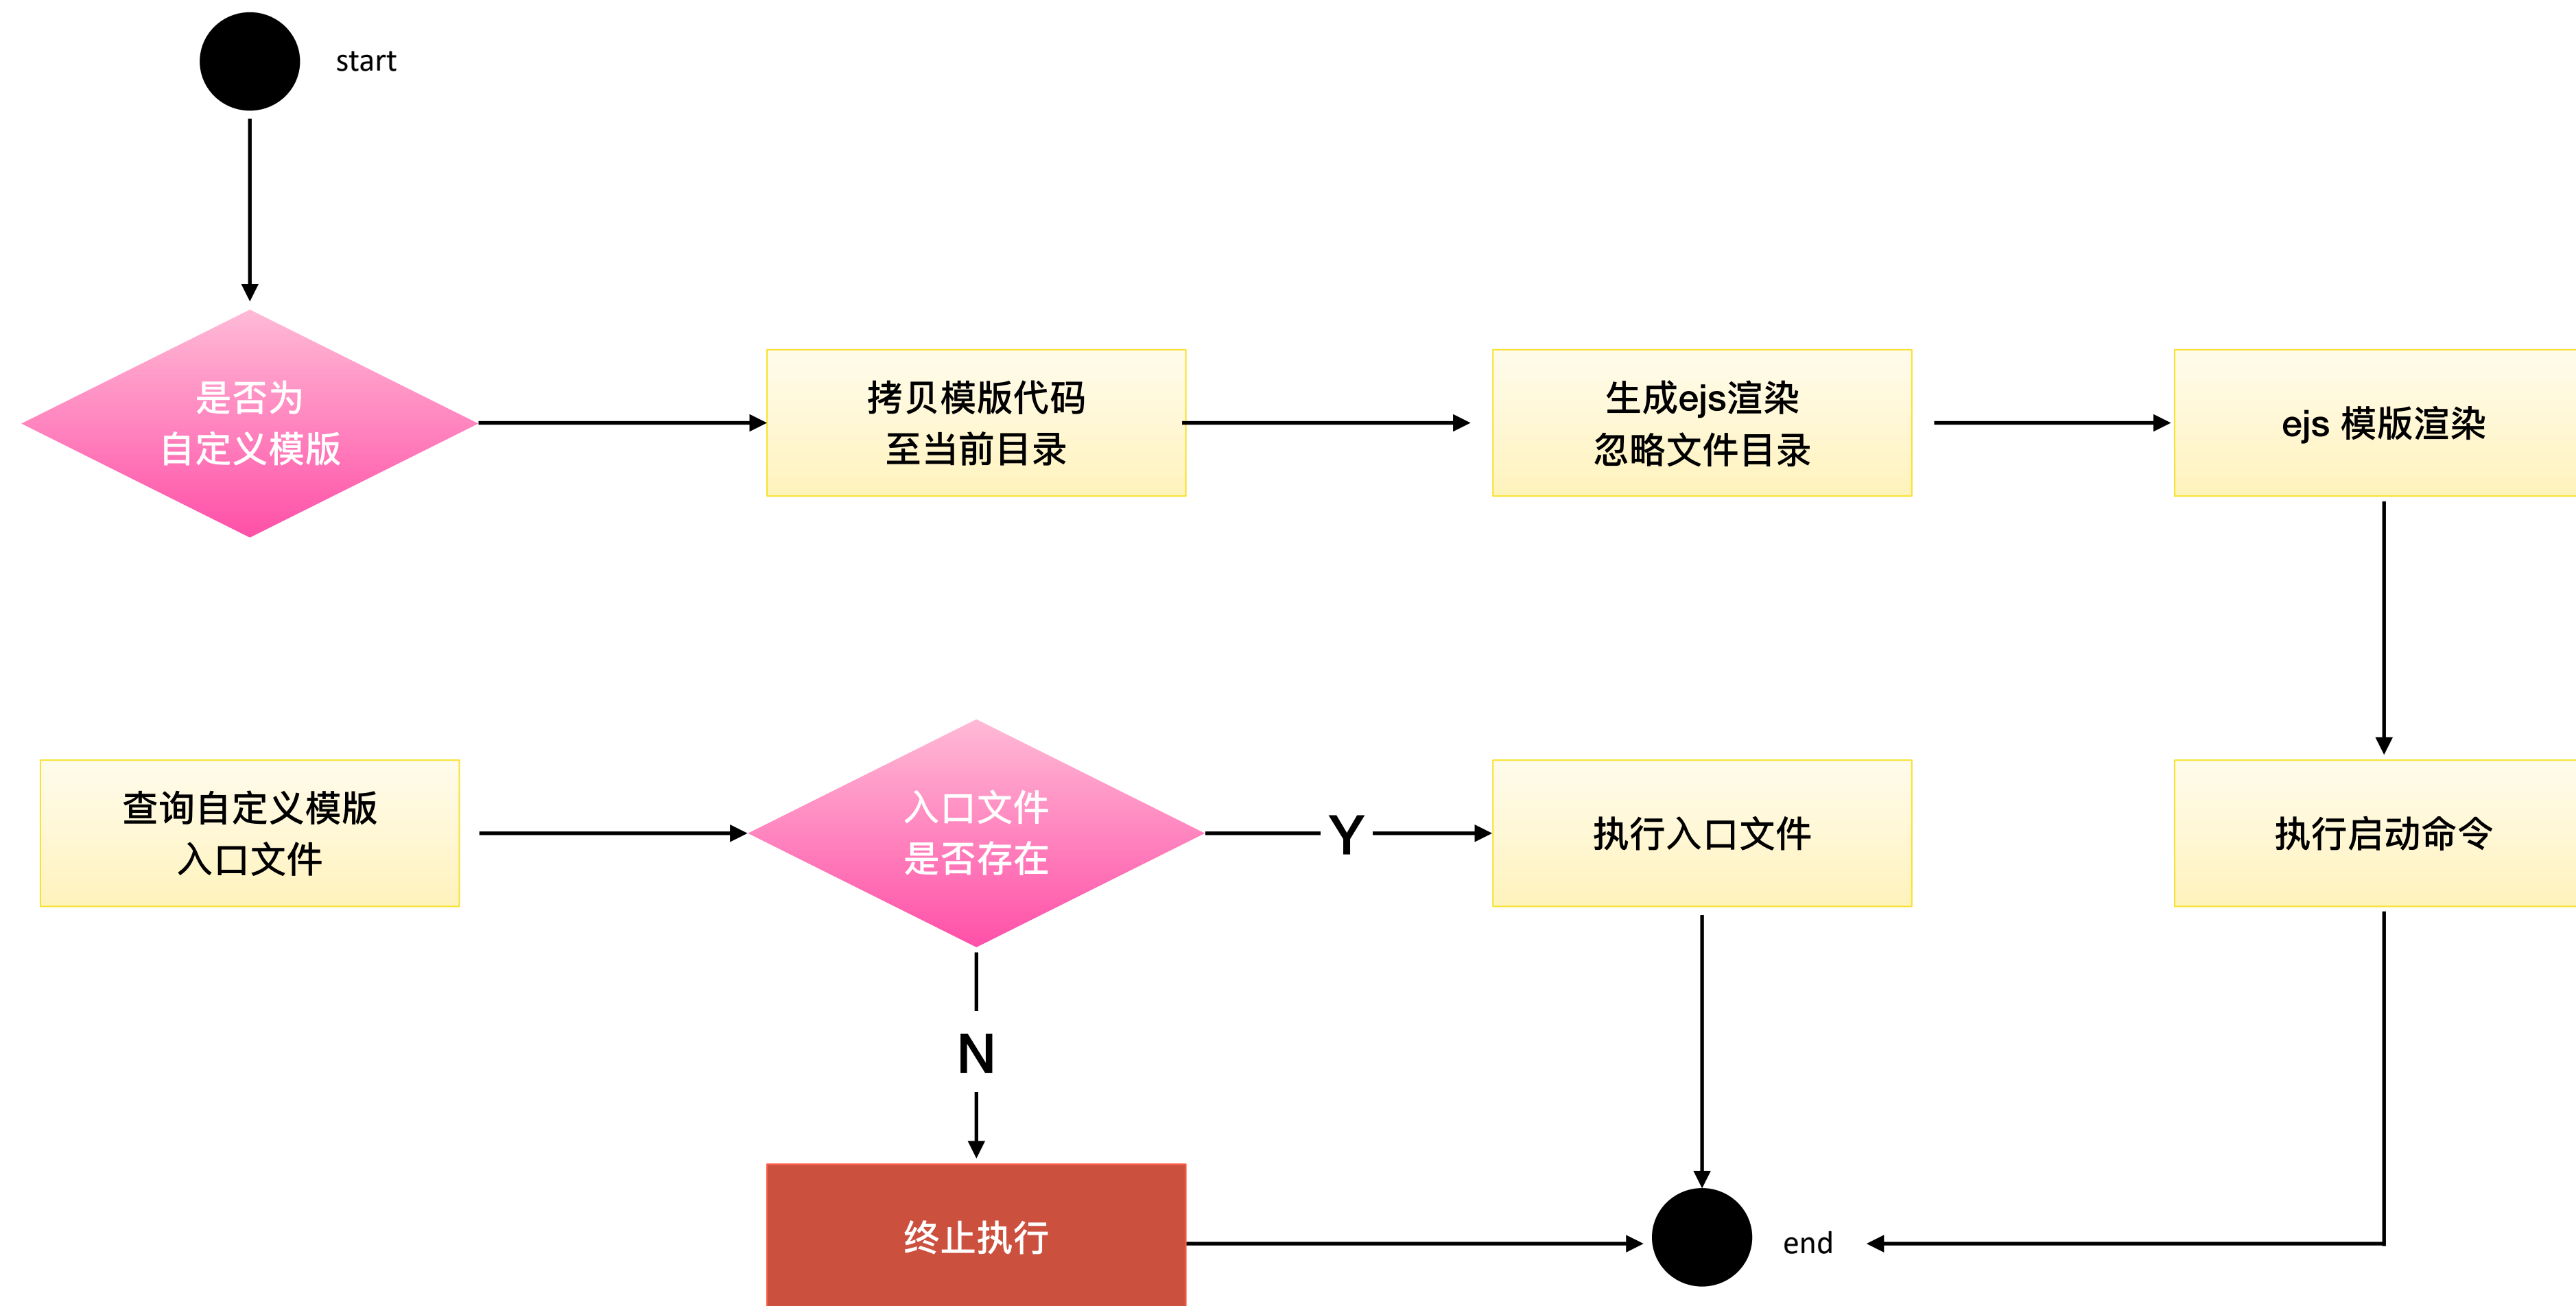 start
是否为
自定义模版
拷贝模版代码
至当前目录
生成ejs渲染
忽略文件目录
ejs 模版渲染
查询自定义模版
入口文件
入口文件
是否存在
Y
执行入口文件
执行启动命令
N
终止执行
end